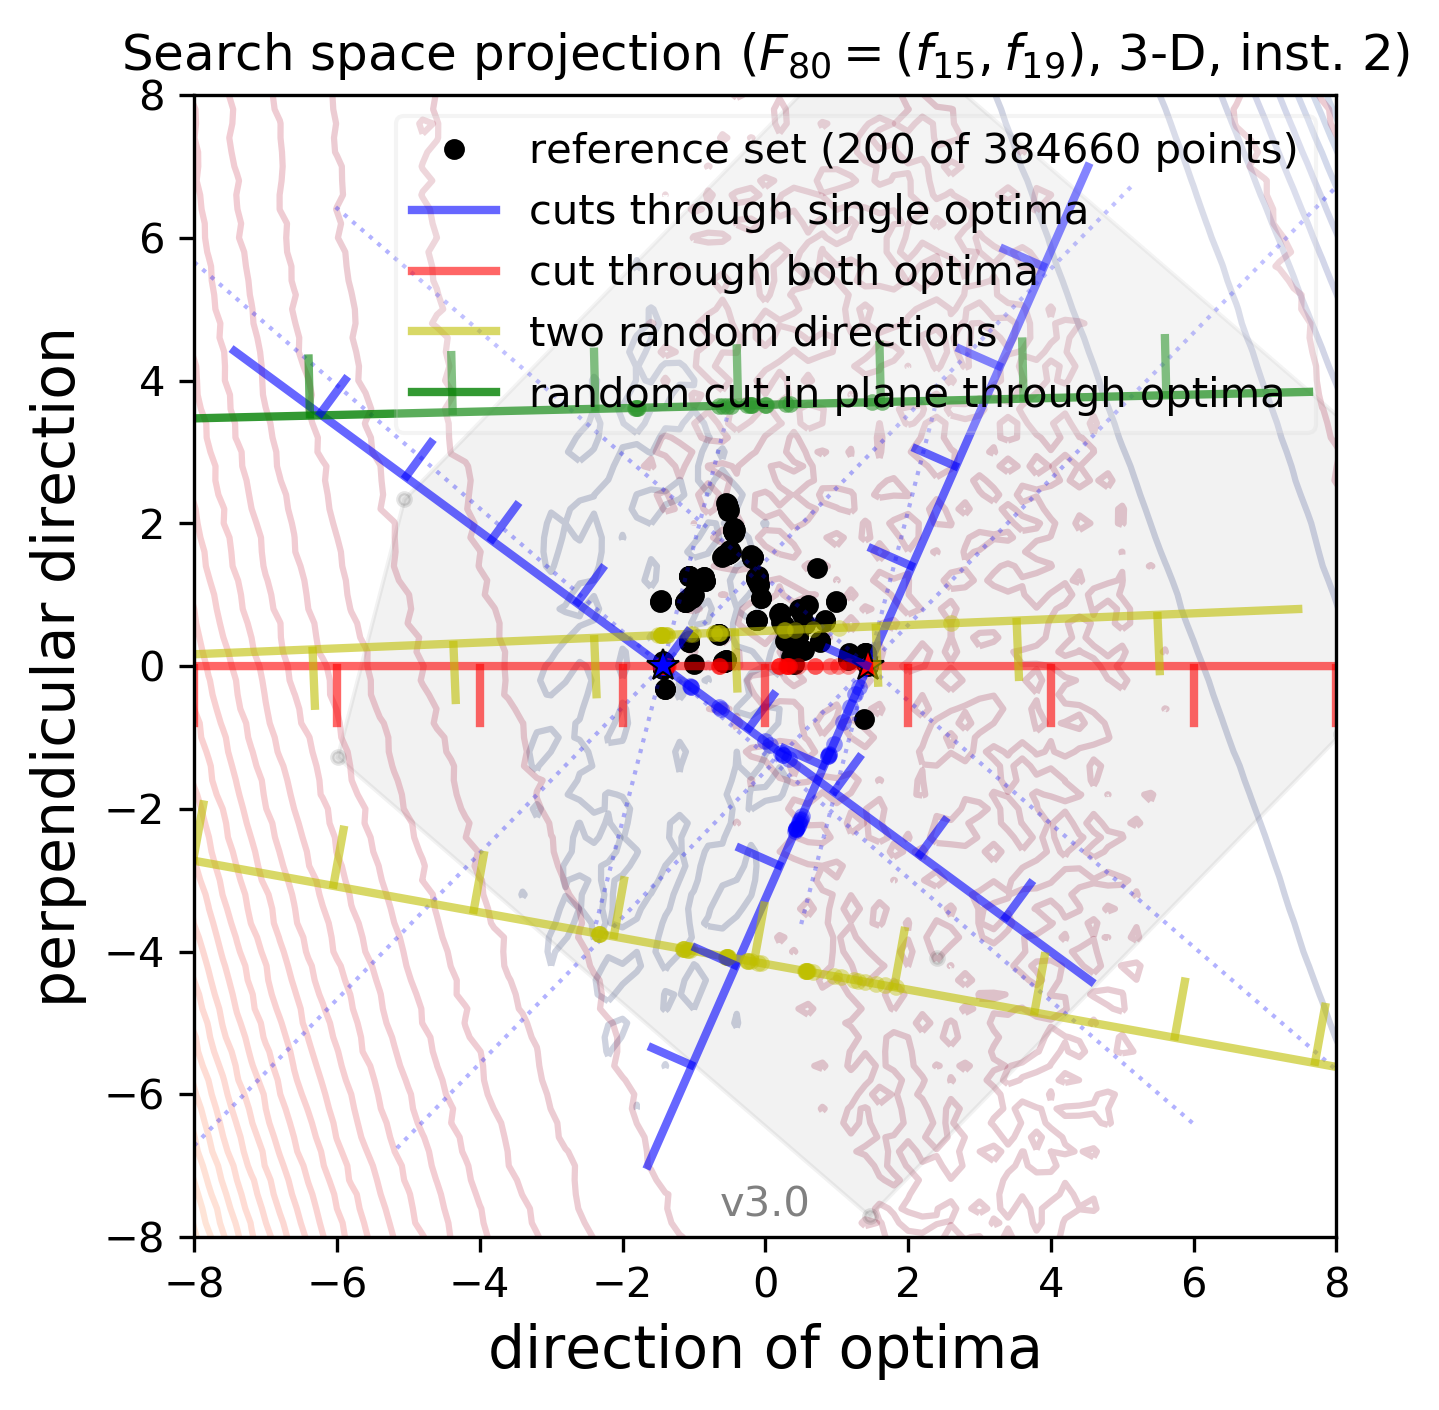 Search space projection (F₈₀ = (f₁₅, f₁₉), 3-D, inst. 2)
reference set (200 of 384660 points)
cuts through single optima
cut through both optima
two random directions
random cut in plane through optima
perpendicular direction
8
6
4
2
0
−2
−4
−6
−8
v3.0
−8 −6 −4 −2 0 2 4 6 8
direction of optima